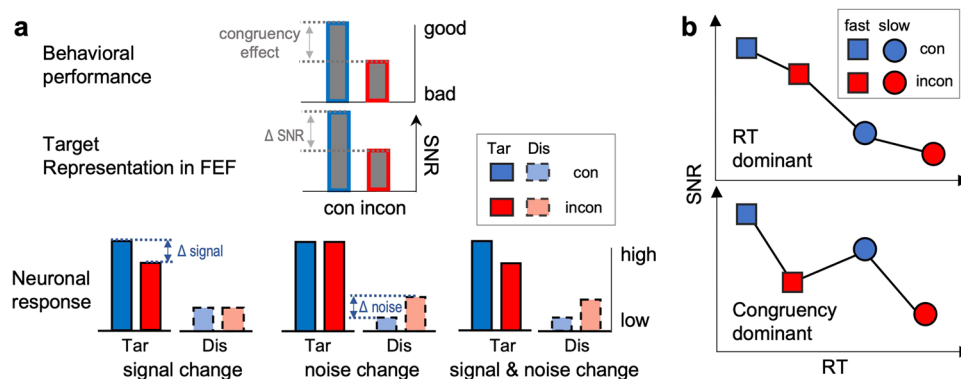 a
Behavioral
performance
congruency
effect
good
bad
Target
Representation in FEF
Δ SNR
SNR
con incon
Tar Dis
con
incon
Neuronal
response
Δ signal
Δ noise
high
low
Tar Dis
Tar Dis
Tar Dis
signal change
noise change
signal & noise change
b
fast slow
con
incon
RT
dominant
SNR
Congruency
dominant
RT